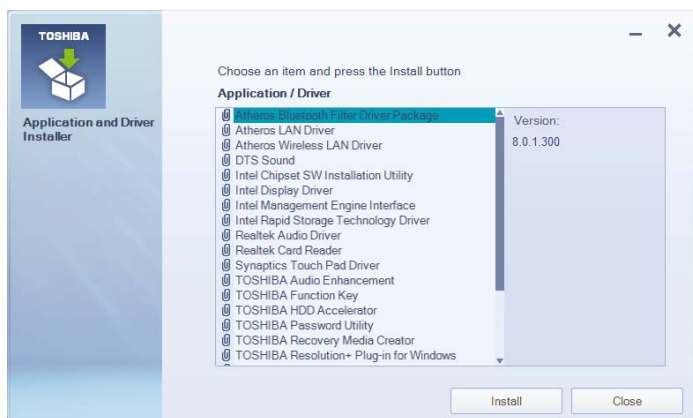 TOSHIBA
Application and Driver
Installer
Choose an item and press the Install button
Application / Driver
Atheros Bluetooth Filter Driver Package
Atheros LAN Driver
Atheros Wireless LAN Driver
DTS Sound
Intel Chipset SW Installation Utility
Intel Display Driver
Intel Management Engine Interface
Intel Rapid Storage Technology Driver
Realtek Audio Driver
Realtek Card Reader
Synaptics Touch Pad Driver
TOSHIBA Audio Enhancement
TOSHIBA Function Key
TOSHIBA HDD Accelerator
TOSHIBA Password Utility
TOSHIBA Recovery Media Creator
TOSHIBA Resolution+ Plug-in for Windows
Version:
8.0.1.300
Install
Close